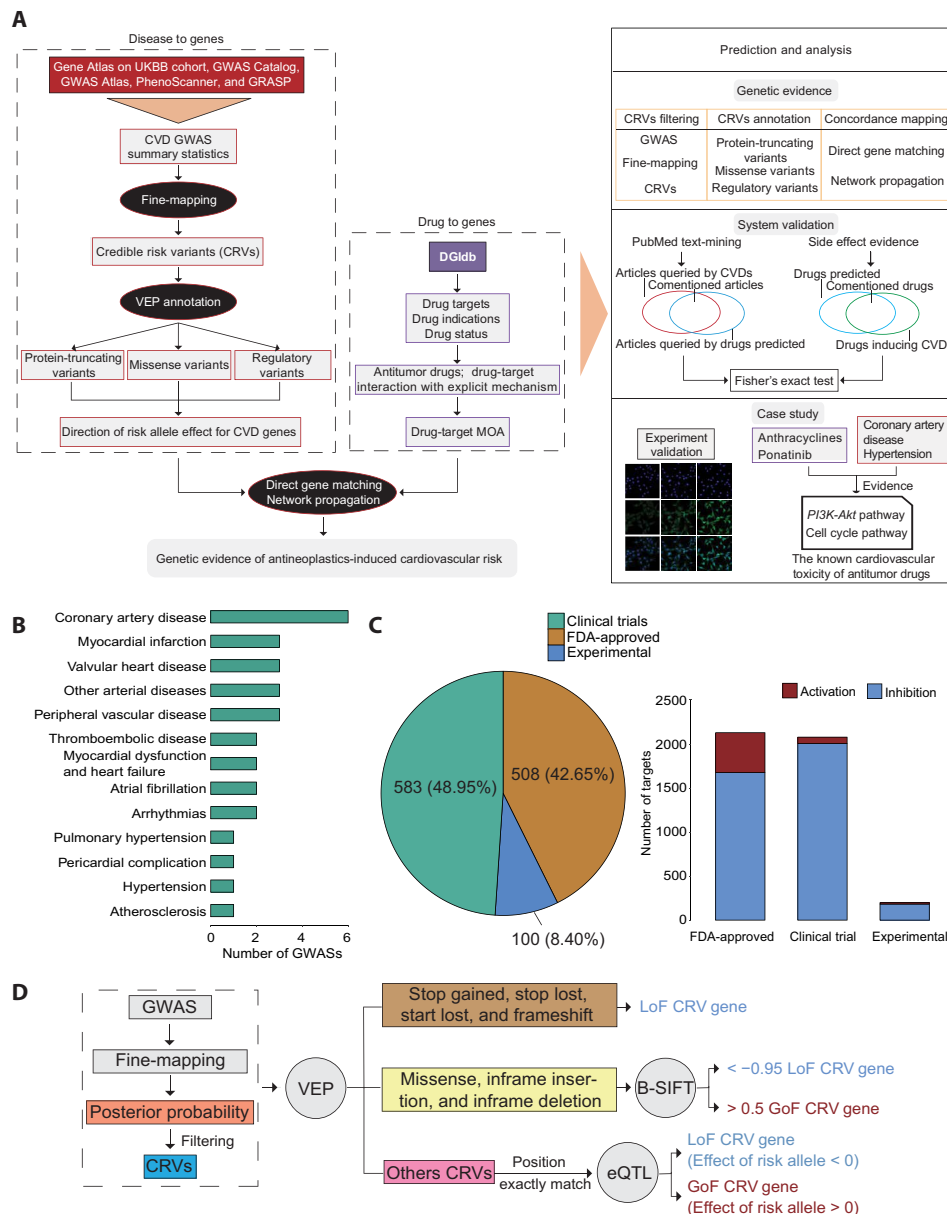 A
Disease to genes
Gene Atlas on UKBB cohort, GWAS Catalog,
GWAS Atlas, PhenoScanner, and GRASP
CVD GWAS
summary statistics
Fine-mapping
Credible risk variants (CRVs)
VEP annotation
Protein-truncating
variants
Missense variants
Regulatory
variants
Direction of risk allele effect for CVD genes
Drug to genes
DGIdb
Drug targets
Drug indications
Drug status
Antitumor drugs; drug-target
interaction with explicit mechanism
Drug-target MOA
Direct gene matching
Network propagation
Genetic evidence of antineoplastics-induced cardiovascular risk
Prediction and analysis
Genetic evidence
CRVs filtering
CRVs annotation
Concordance mapping
GWAS
Fine-mapping
CRVs
Protein-truncating
variants
Missense variants
Regulatory variants
Direct gene matching
Network propagation
System validation
PubMed text-mining
Side effect evidence
Articles queried by CVDs
Comentioned articles
Articles queried by drugs predicted
Drugs predicted
Comentioned drugs
Drugs inducing CVD
Fisher's exact test
Case study
Experiment
validation
Anthracyclines
Ponatinib
Coronary artery
disease
Hypertension
Evidence
PI3K-Akt pathway
Cell cycle pathway
The known cardiovascular
toxicity of antitumor drugs
B
Coronary artery disease
Myocardial infarction
Valvular heart disease
Other arterial diseases
Peripheral vascular disease
Thromboembolic disease
Myocardial dysfunction
and heart failure
Atrial fibrillation
Arrhythmias
Pulmonary hypertension
Pericardial complication
Hypertension
Atherosclerosis
0 2 4 6
Number of GWASs
C
Clinical trials
FDA-approved
Experimental
583 (48.95%)
508 (42.65%)
100 (8.40%)
Activation
Inhibition
Number of targets
2500
2000
1500
1000
500
0
FDA-approved
Clinical trial
Experimental
D
GWAS
Fine-mapping
Posterior probability
Filtering
CRVs
VEP
Stop gained, stop lost,
start lost, and frameshift
LoF CRV gene
Missense, inframe inser-
tion, and inframe deletion
B-SIFT
< −0.95 LoF CRV gene
> 0.5 GoF CRV gene
Others CRVs
Position
exactly match
eQTL
LoF CRV gene
(Effect of risk allele < 0)
GoF CRV gene
(Effect of risk allele > 0)